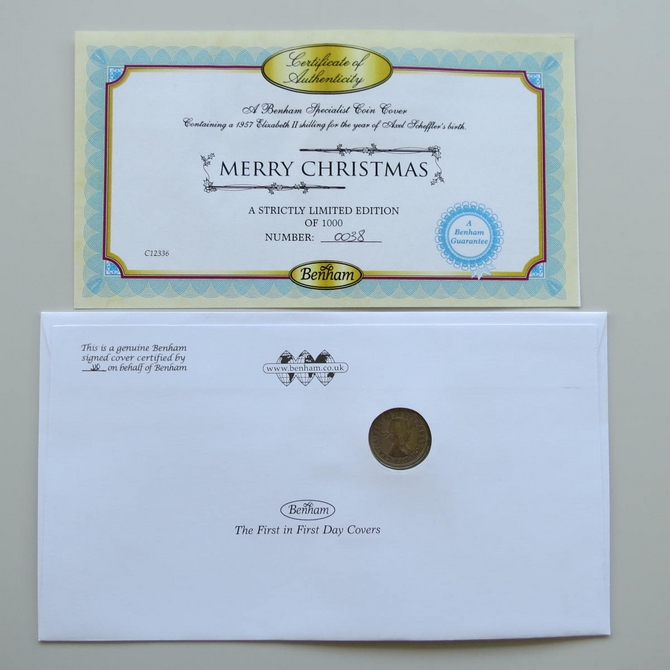 Certificate of
Authenticity
A Benham Specialist Coin Cover
Containing a 1957 Elizabeth II shilling for the year of Axel Scheffler's birth.
MERRY CHRISTMAS
A STRICTLY LIMITED EDITION
OF 1000
NUMBER: 0038
A
Benham
Guarantee
C12336
Benham
This is a genuine Benham
signed cover certified by
on behalf of Benham
www.benham.co.uk
Benham
The First in First Day Covers